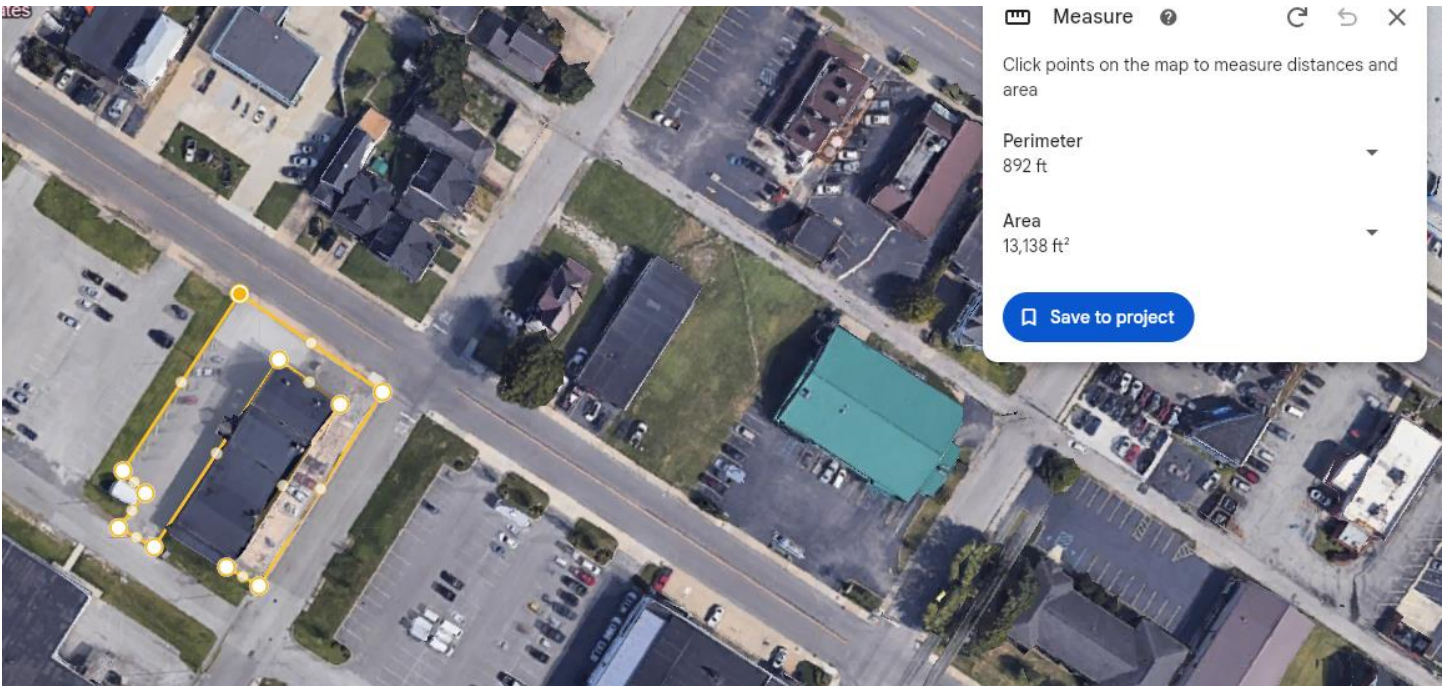 Measure
Click points on the map to measure distances and
area
Perimeter
892 ft
Area
13,138 ft²
Save to project